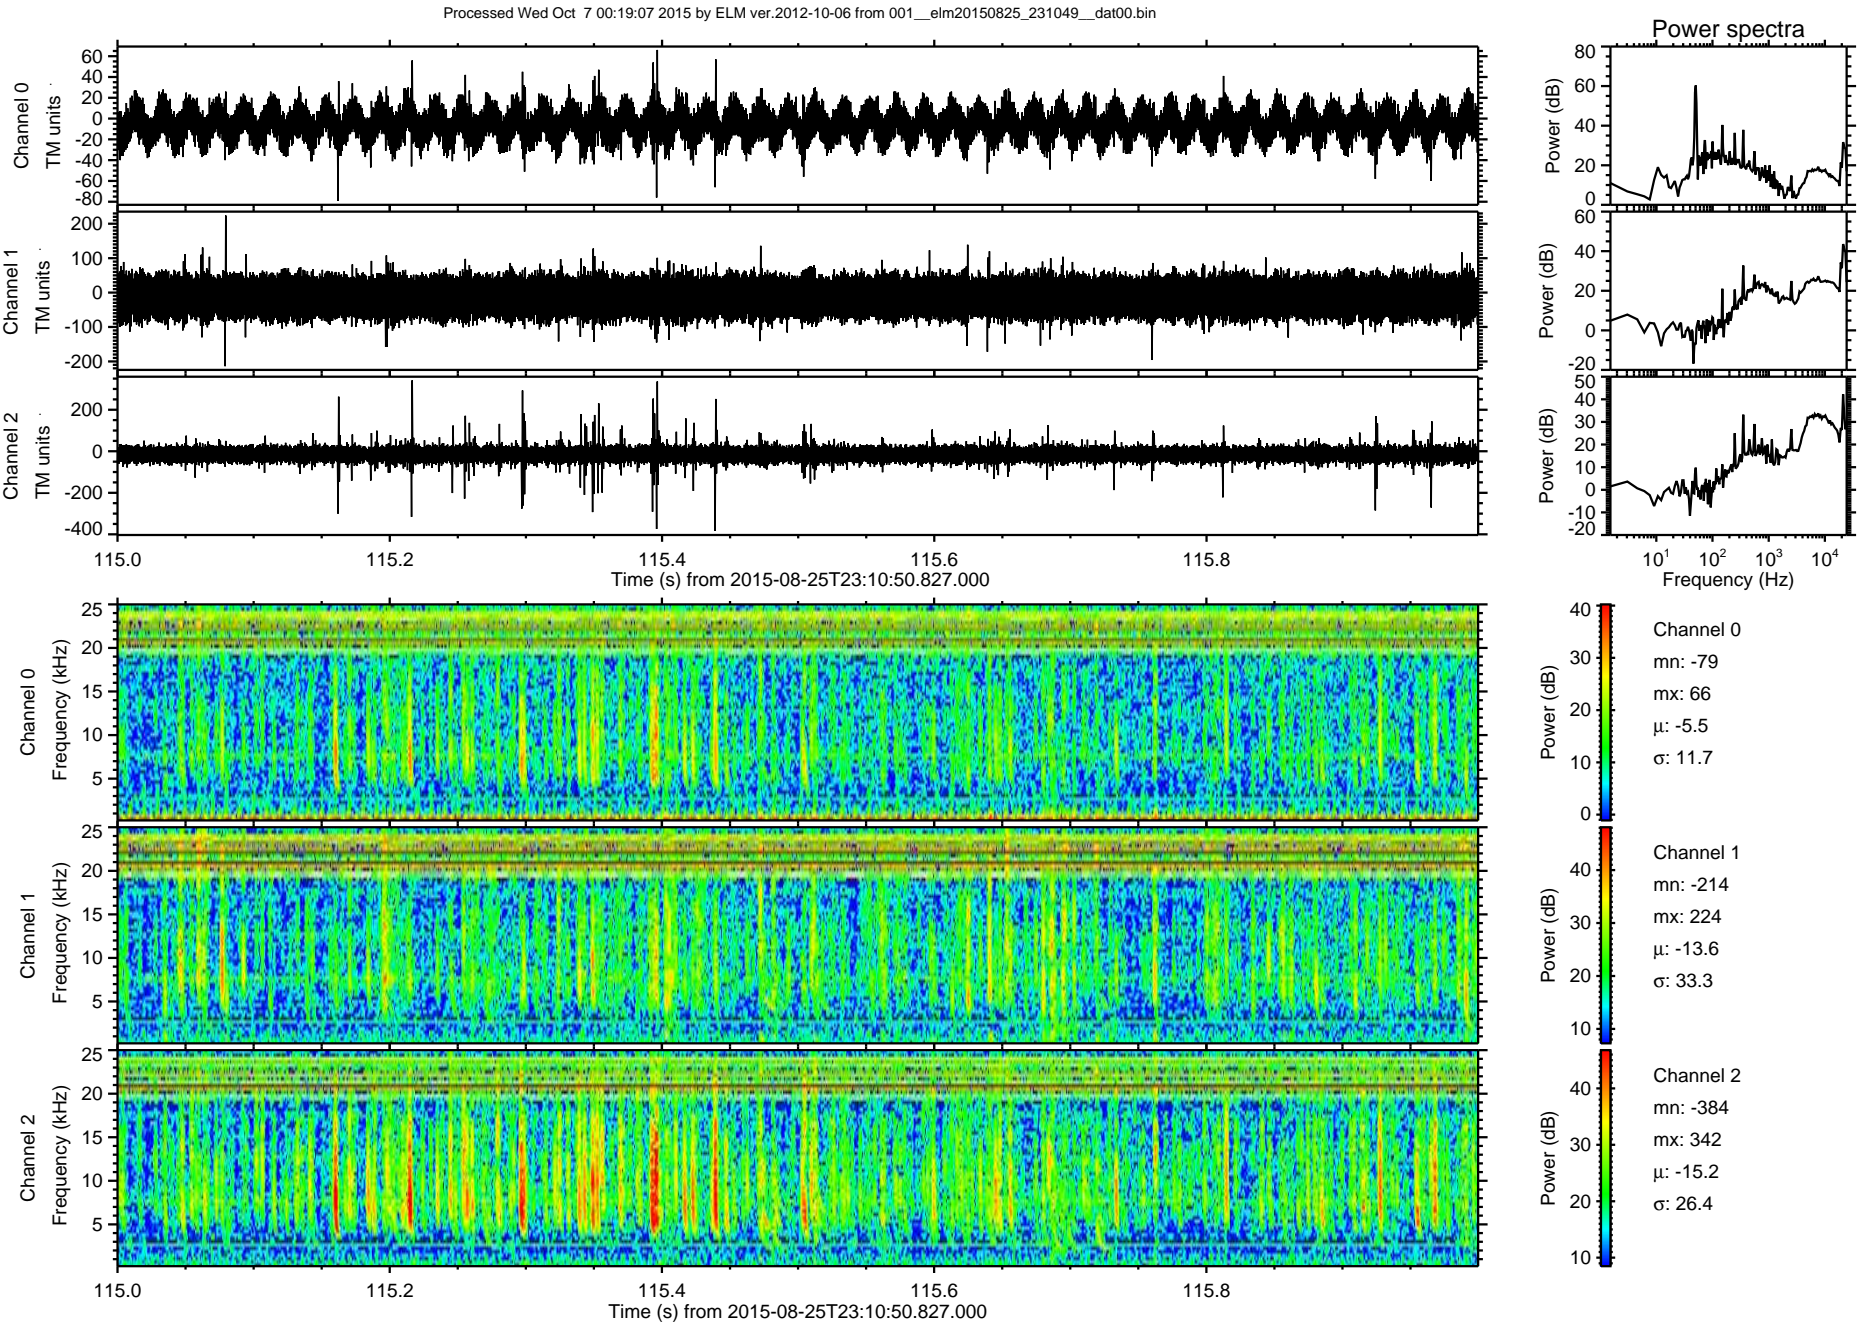 Processed Wed Oct 7 00:19:07 2015 by ELM ver.2012-10-06 from 001__elm20150825_231049__dat00.bin
Power spectra
Channel 0
TM units
60
40
20
0
-20
-40
-60
-80
Power (dB)
80
60
40
20
0
Channel 1
TM units
200
100
0
-100
-200
Power (dB)
60
40
20
0
-20
Channel 2
TM units
200
0
-200
-400
Power (dB)
50
40
30
20
10
0
-10
-20
115.0 115.2 115.4 115.6 115.8
Time (s) from 2015-08-25T23:10:50.827.000
10^1 10^2 10^3 10^4
Frequency (Hz)
Channel 0
Frequency (kHz)
25
20
15
10
5
Power (dB)
40
30
20
10
0
Channel 0
mn: -79
mx: 66
μ: -5.5
σ: 11.7
Channel 1
Frequency (kHz)
25
20
15
10
5
Power (dB)
40
30
20
10
Channel 1
mn: -214
mx: 224
μ: -13.6
σ: 33.3
Channel 2
Frequency (kHz)
25
20
15
10
5
Power (dB)
40
30
20
10
Channel 2
mn: -384
mx: 342
μ: -15.2
σ: 26.4
115.0 115.2 115.4 115.6 115.8
Time (s) from 2015-08-25T23:10:50.827.000